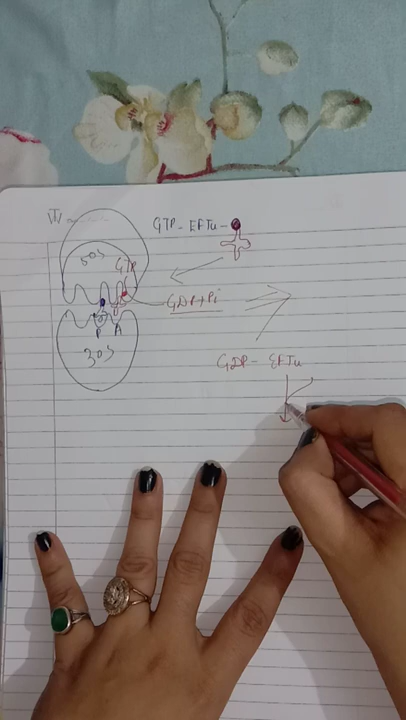 GTP - EFTu -
50S
GTP
GDP+Pi
P A
30S
GDP - EFTu